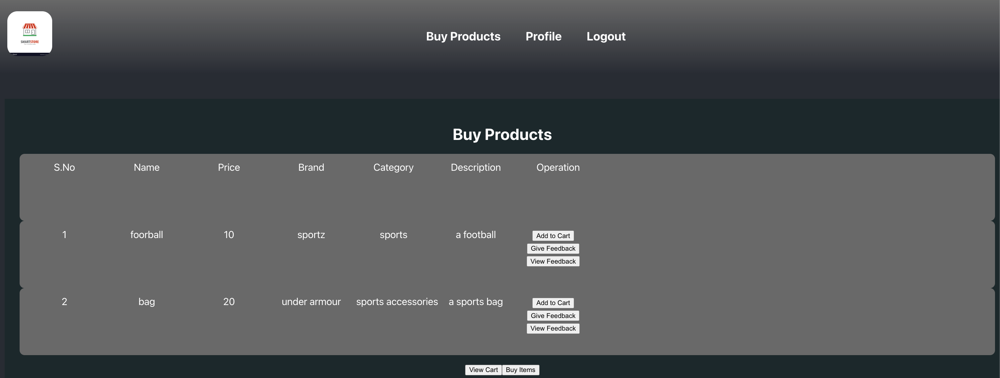 SMARTSTORE
Buy Products Profile Logout
Buy Products
S.No Name Price Brand Category Description Operation
1 foorball 10 sportz sports a football Add to Cart
Give Feedback
View Feedback
2 bag 20 under armour sports accessories a sports bag Add to Cart
Give Feedback
View Feedback
View Cart Buy Items